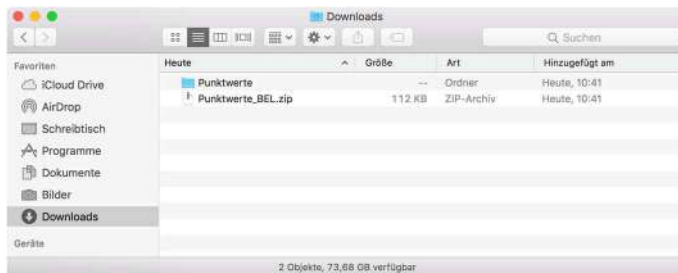 Downloads
Suchen
Favoriten
iCloud Drive
AirDrop
Schreibtisch
Programme
Dokumente
Bilder
Downloads
Geräte
Heute Größe Art Hinzugefügt am
Punktwerte -- Ordner Heute, 10:41
Punktwerte_BEL.zip 112 KB ZIP-Archiv Heute, 10:41
2 Objekte, 73,68 GB verfügbar